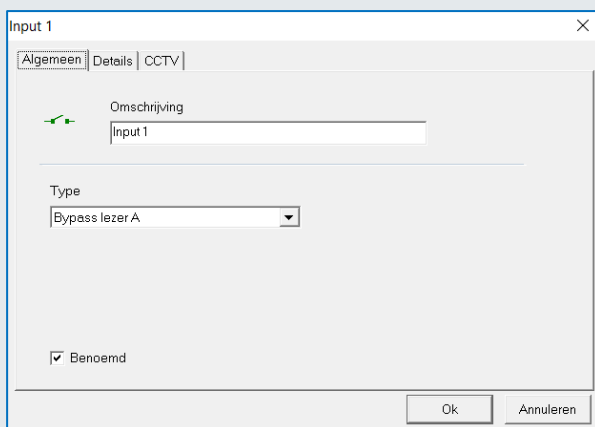 Input 1
Algemeen Details CCTV
Omschrijving
Input 1
Type
Bypass lezer A
Benoemd
Ok Annuleren